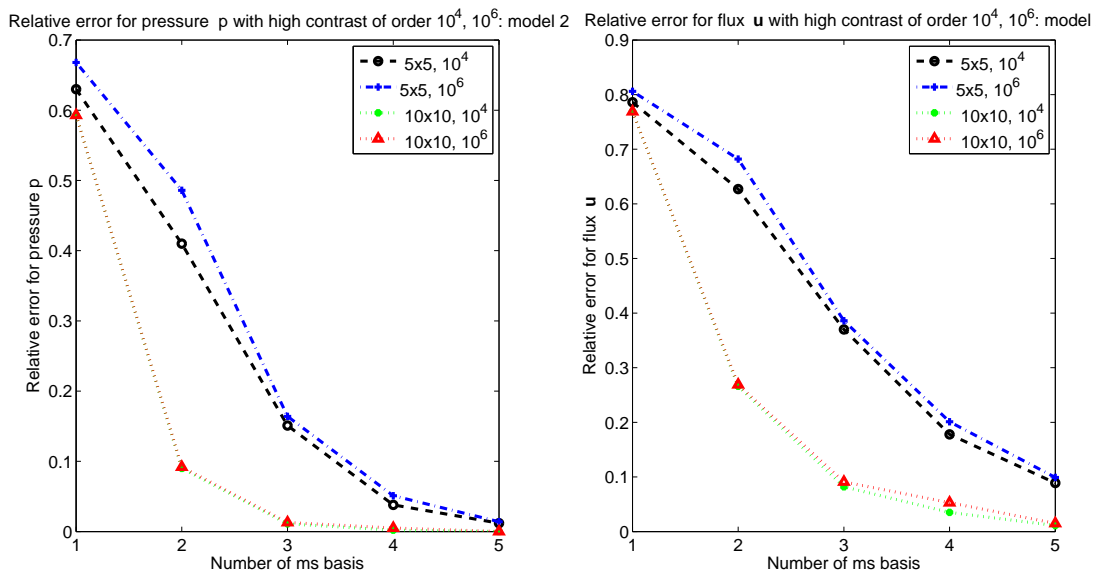 Relative error for pressure p with high contrast of order 10^4, 10^6: model 2
0.7
0.6
0.5
0.4
0.3
0.2
0.1
0
Relative error for pressure p
5x5, 10^4
5x5, 10^6
10x10, 10^4
10x10, 10^6
1 2 3 4 5
Number of ms basis
Relative error for flux u with high contrast of order 10^4, 10^6: model
0.9
0.8
0.7
0.6
0.5
0.4
0.3
0.2
0.1
0
Relative error for flux u
5x5, 10^4
5x5, 10^6
10x10, 10^4
10x10, 10^6
1 2 3 4 5
Number of ms basis